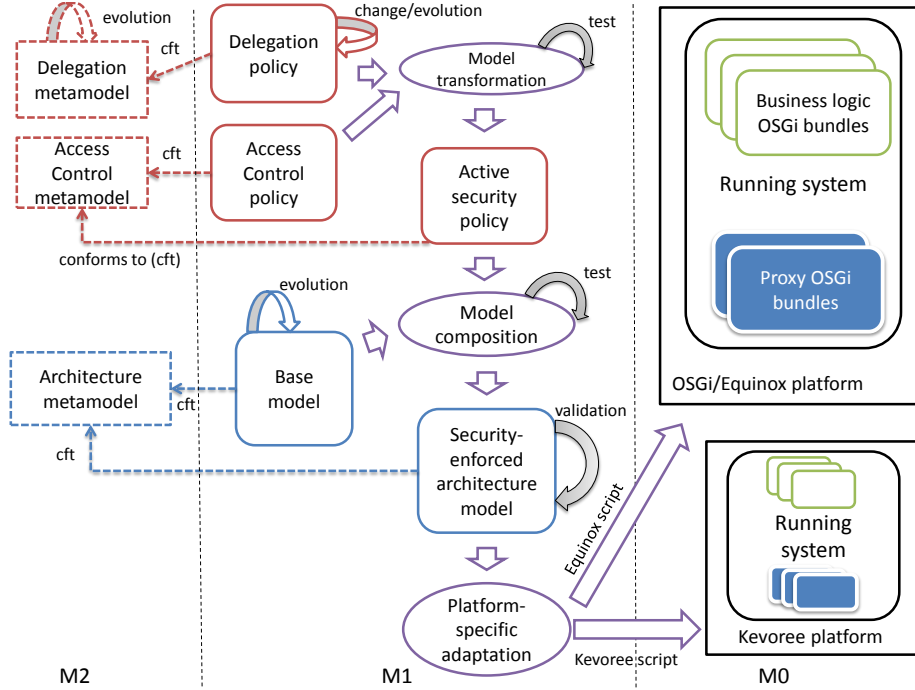 evolution
change/evolution
test
cft
Delegation
metamodel
Delegation
policy
Model
transformation
Business logic
OSGi bundles
Access
Control
metamodel
cft
Access
Control
policy
Active
security
policy
Running system
conforms to (cft)
Proxy OSGi
bundles
evolution
test
Model
composition
OSGi/Equinox platform
Architecture
metamodel
cft
Base
model
validation
cft
Security-
enforced
architecture
model
Equinox script
Running
system
Platform-
specific
adaptation
Kevoree script
Kevoree platform
M2
M1
M0